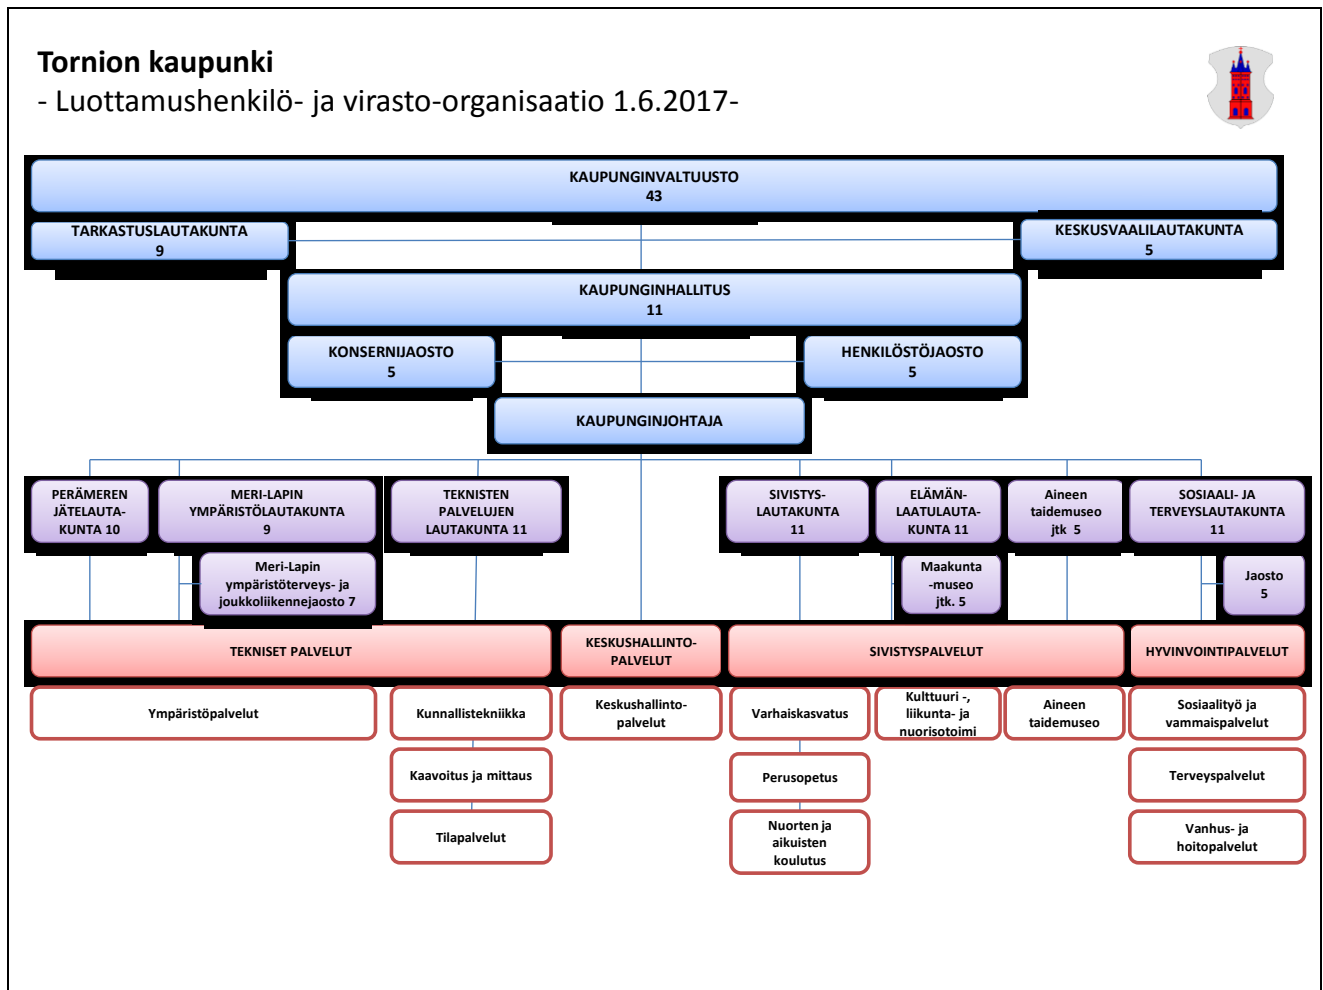 Tornion kaupunki
- Luottamushenkilö- ja virasto-organisaatio 1.6.2017-
KAUPUNGINVALTUUSTO
43
TARKASTUSLAUTAKUNTA
9
KESKUSVAALILAUTAKUNTA
5
KAUPUNGINHALLITUS
11
KONSERNIJAOSTO
5
HENKILÖSTÖJAOSTO
5
KAUPUNGINJOHTAJA
PERÄMEREN
JÄTELAUTA-
KUNTA 10
MERI-LAPIN
YMPÄRISTÖLAUTAKUNTA
9
TEKNISTEN
PALVELUJEN
LAUTAKUNTA 11
SIVISTYS-
LAUTAKUNTA
11
ELÄMÄN-
LAATULAUTA-
KUNTA 11
Aineen
taidemuseo
jtk 5
SOSIAALI- JA
TERVEYSLAUTAKUNTA
11
Meri-Lapin
ympäristöterveys- ja
joukkoliikennejaosto 7
Maakunta
-museo
jtk. 5
Jaosto
5
TEKNISET PALVELUT
KESKUSHALLINTO-
PALVELUT
SIVISTYSPALVELUT
HYVINVOINTIPALVELUT
Ympäristöpalvelut
Kunnallistekniikka
Keskushallinto-
palvelut
Varhaiskasvatus
Kulttuuri -,
liikunta- ja
nuorisotoimi
Aineen
taidemuseo
Sosiaalityö ja
vammaispalvelut
Kaavoitus ja mittaus
Perusopetus
Terveyspalvelut
Tilapalvelut
Nuorten ja
aikuisten
koulutus
Vanhus- ja
hoitopalvelut